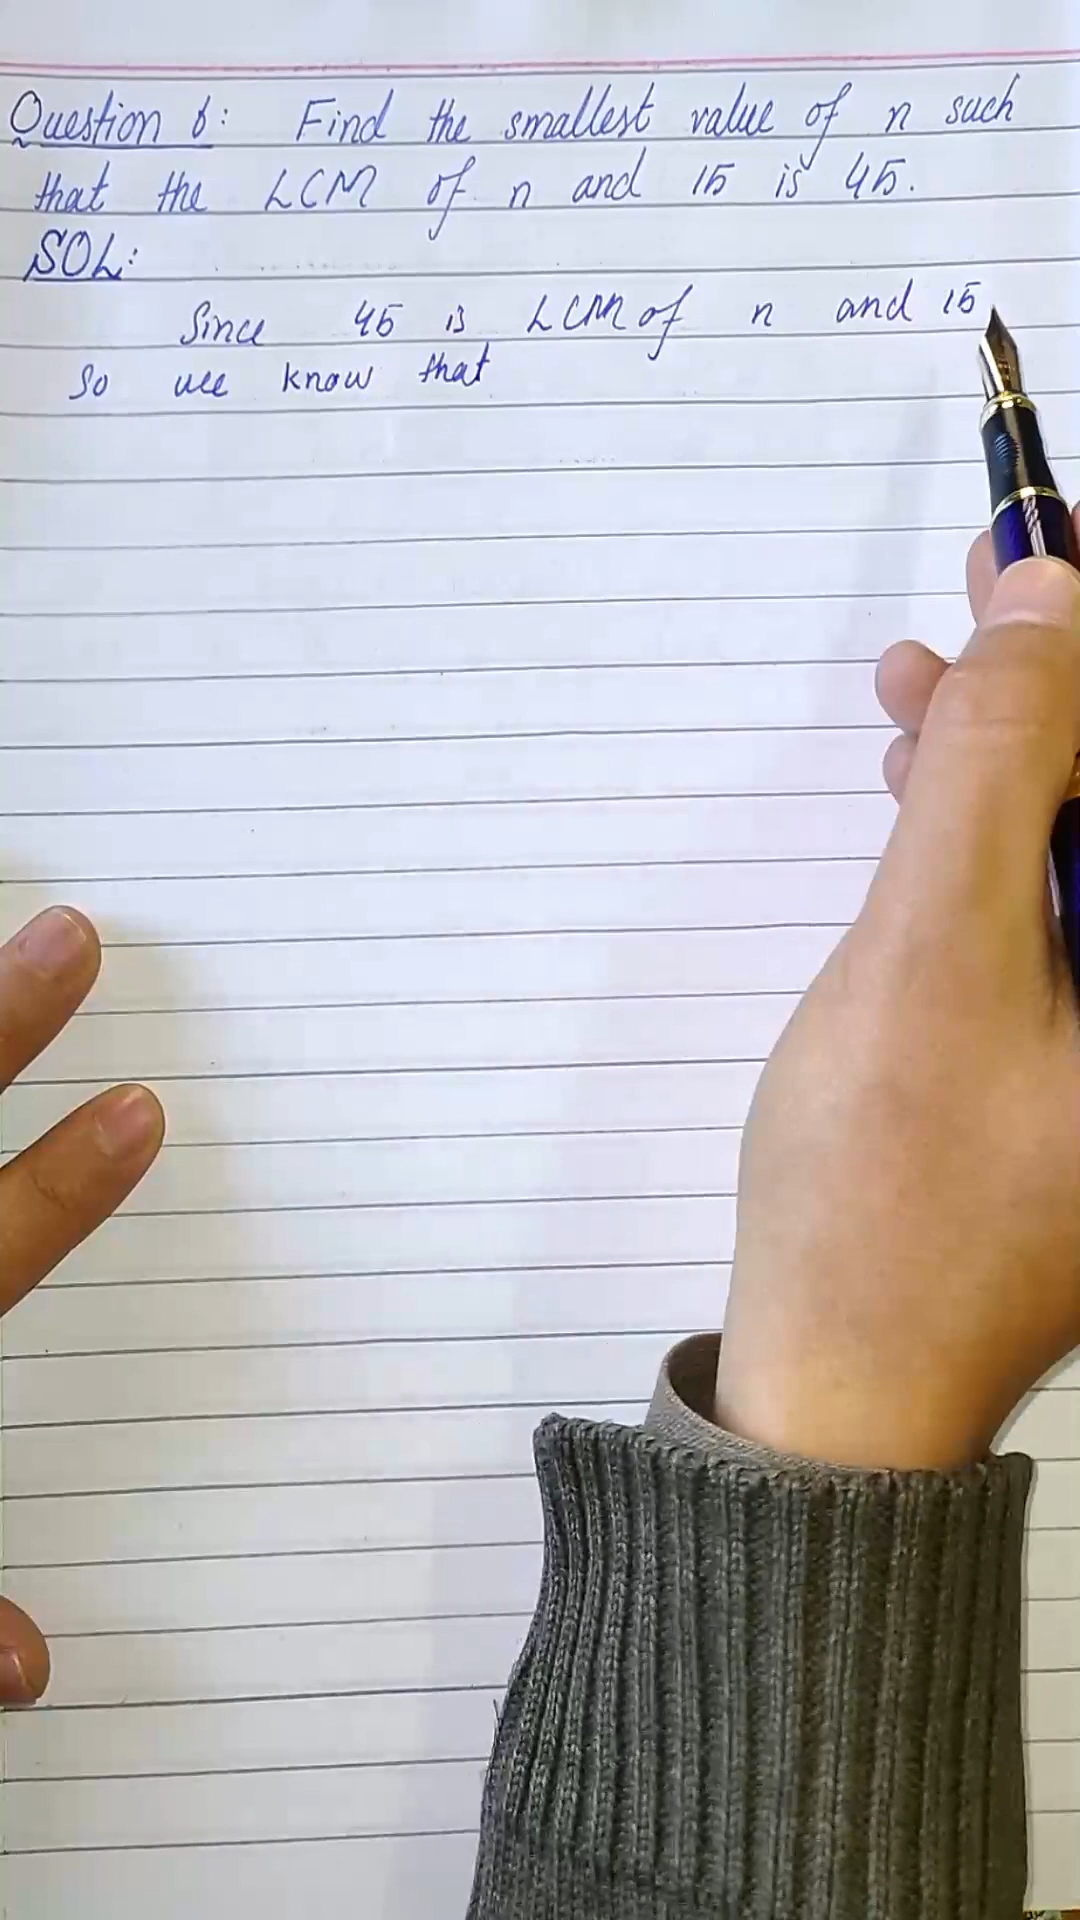 Question 6: Find the smallest value of n such
that the LCM of n and 15 is 45.
SOL:
Since 45 is LCM of n and 15
So we know that